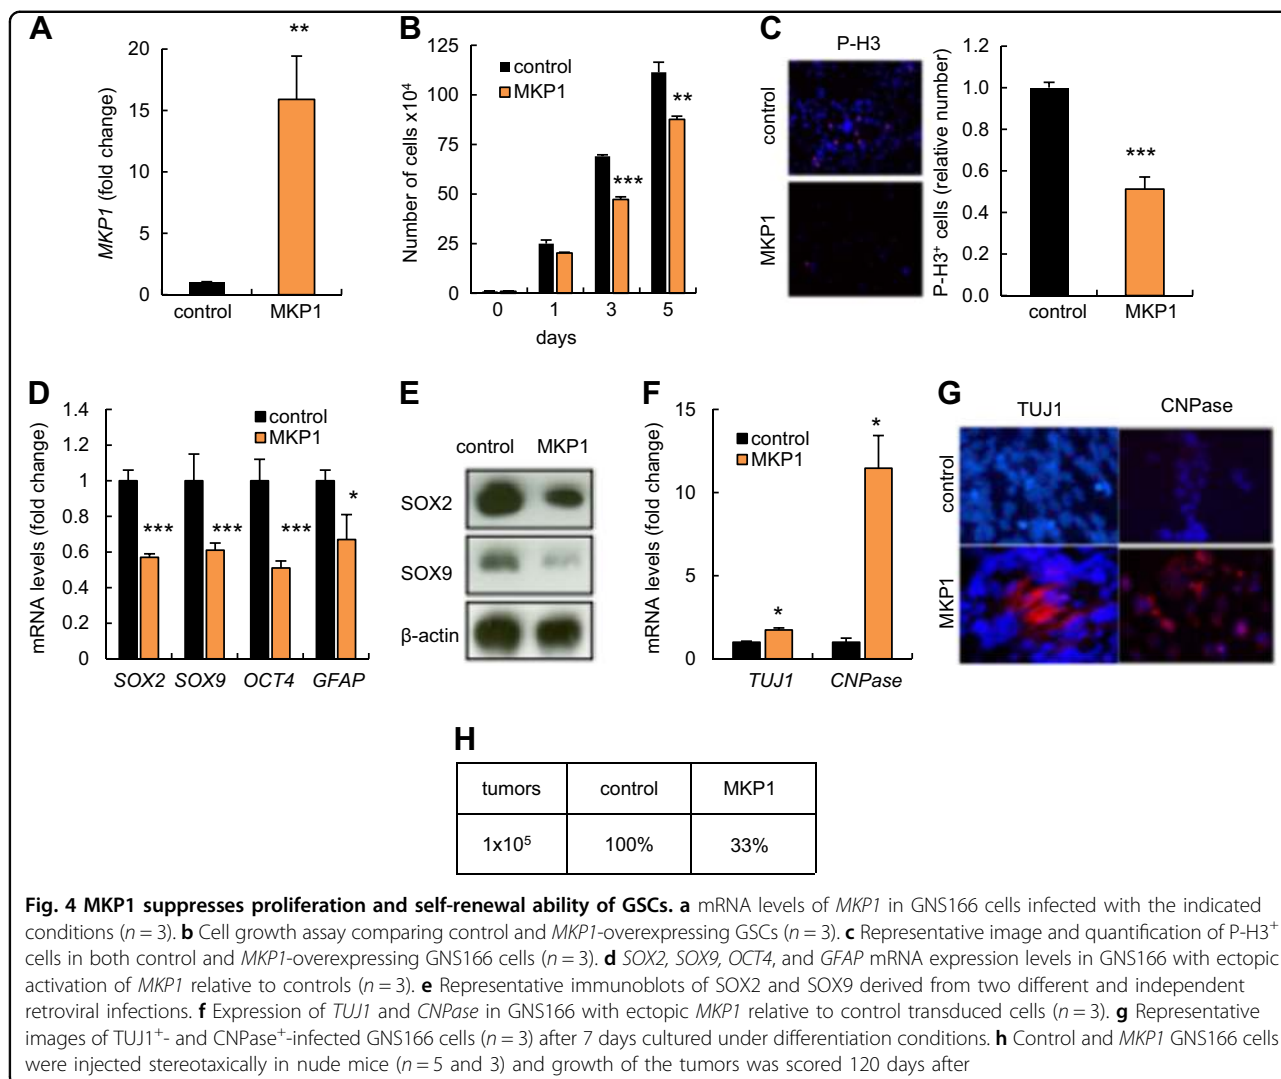 A
MKP1 (fold change)
20
15
10
5
0
**
control
MKP1
B
Number of cells x10⁴
125
100
75
50
25
0
control
MKP1
***
**
0 1 3 5
days
C
P-H3
control
MKP1
P-H3⁺ cells (relative number)
1.2
1.0
0.8
0.6
0.4
0.2
0.0
***
control
MKP1
D
mRNA levels (fold change)
1.4
1.2
1
0.8
0.6
0.4
0.2
0
control
MKP1
*** *** *** *
SOX2 SOX9 OCT4 GFAP
E
control MKP1
SOX2
SOX9
β-actin
F
mRNA levels (fold change)
15
10
5
0
control
MKP1
* *
TUJ1 CNPase
G
TUJ1 CNPase
control
MKP1
H
tumors control MKP1
1x10⁵ 100% 33%
Fig. 4 MKP1 suppresses proliferation and self-renewal ability of GSCs. a mRNA levels of MKP1 in GNS166 cells infected with the indicated
conditions (n = 3). b Cell growth assay comparing control and MKP1-overexpressing GSCs (n = 3). c Representative image and quantification of P-H3⁺
cells in both control and MKP1-overexpressing GNS166 cells (n = 3). d SOX2, SOX9, OCT4, and GFAP mRNA expression levels in GNS166 with ectopic
activation of MKP1 relative to controls (n = 3). e Representative immunoblots of SOX2 and SOX9 derived from two different and independent
retroviral infections. f Expression of TUJ1 and CNPase in GNS166 with ectopic MKP1 relative to control transduced cells (n = 3). g Representative
images of TUJ1⁺- and CNPase⁺-infected GNS166 cells (n = 3) after 7 days cultured under differentiation conditions. h Control and MKP1 GNS166 cells
were injected stereotaxically in nude mice (n = 5 and 3) and growth of the tumors was scored 120 days after